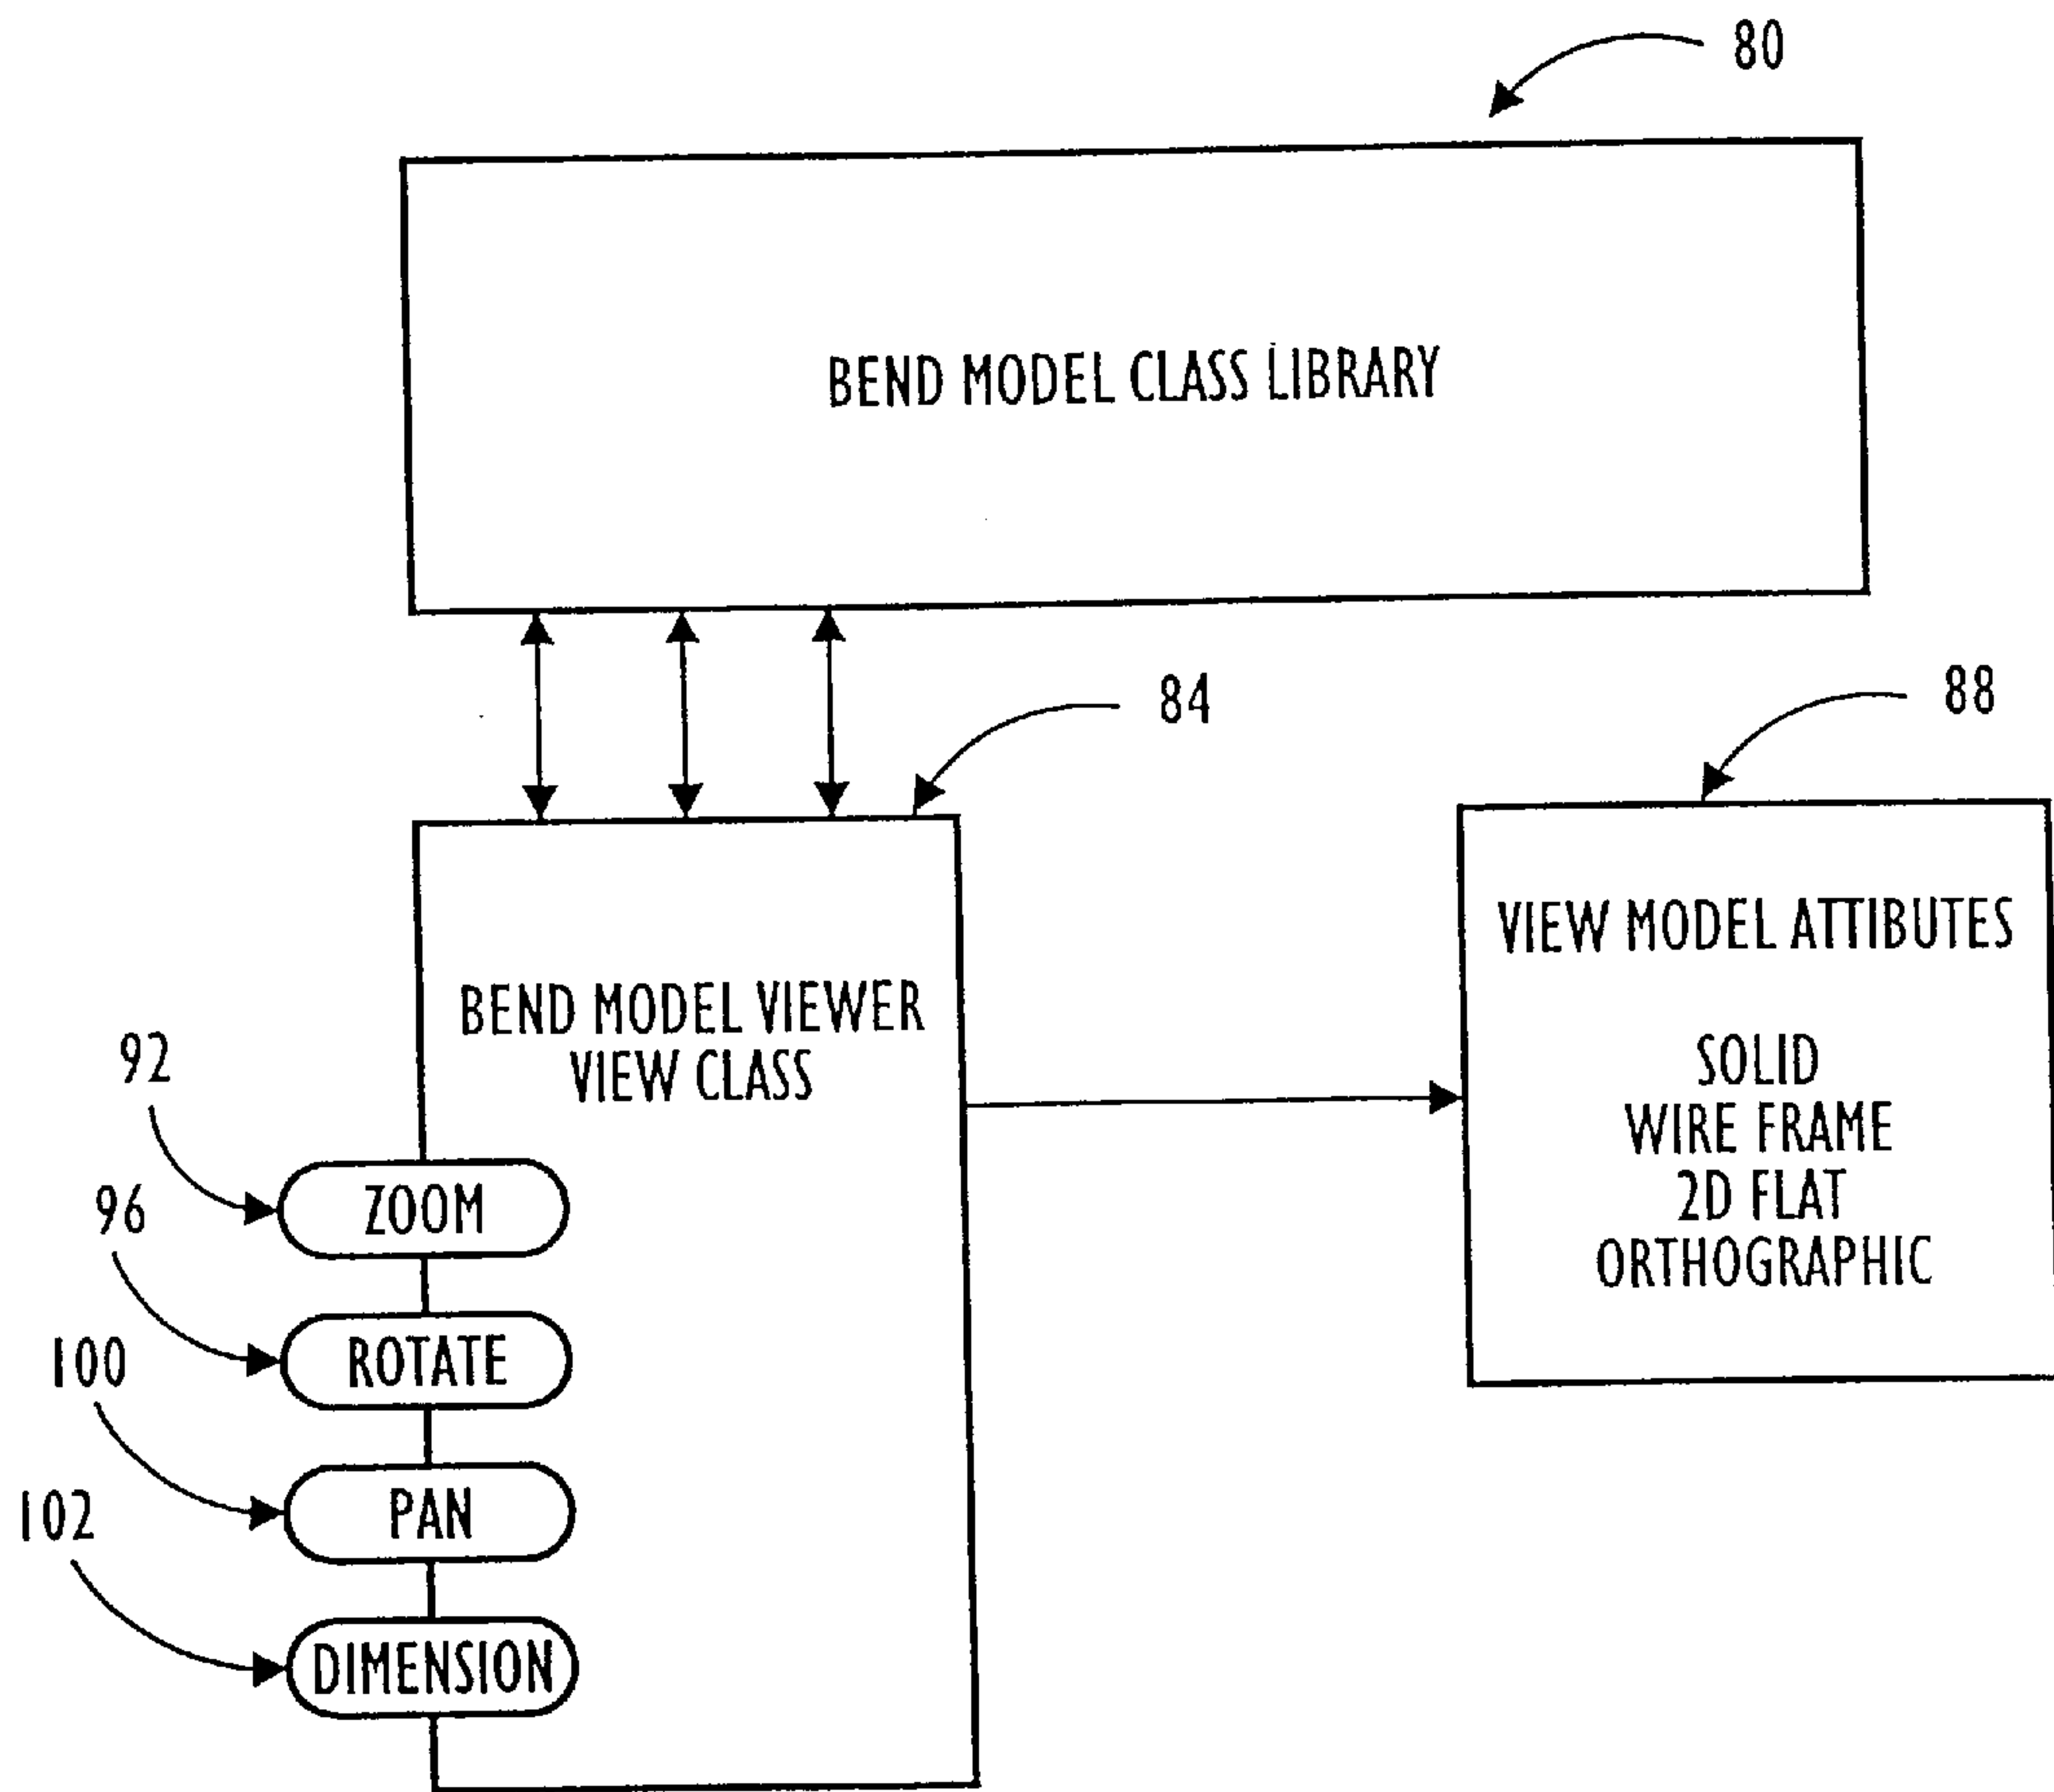 80
BEND MODEL CLASS LIBRARY
84
88
BEND MODEL VIEWER
VIEW CLASS
VIEW MODEL ATTIBUTES
SOLID
WIRE FRAME
2D FLAT
ORTHOGRAPHIC
92
ZOOM
96
ROTATE
100
PAN
102
DIMENSION